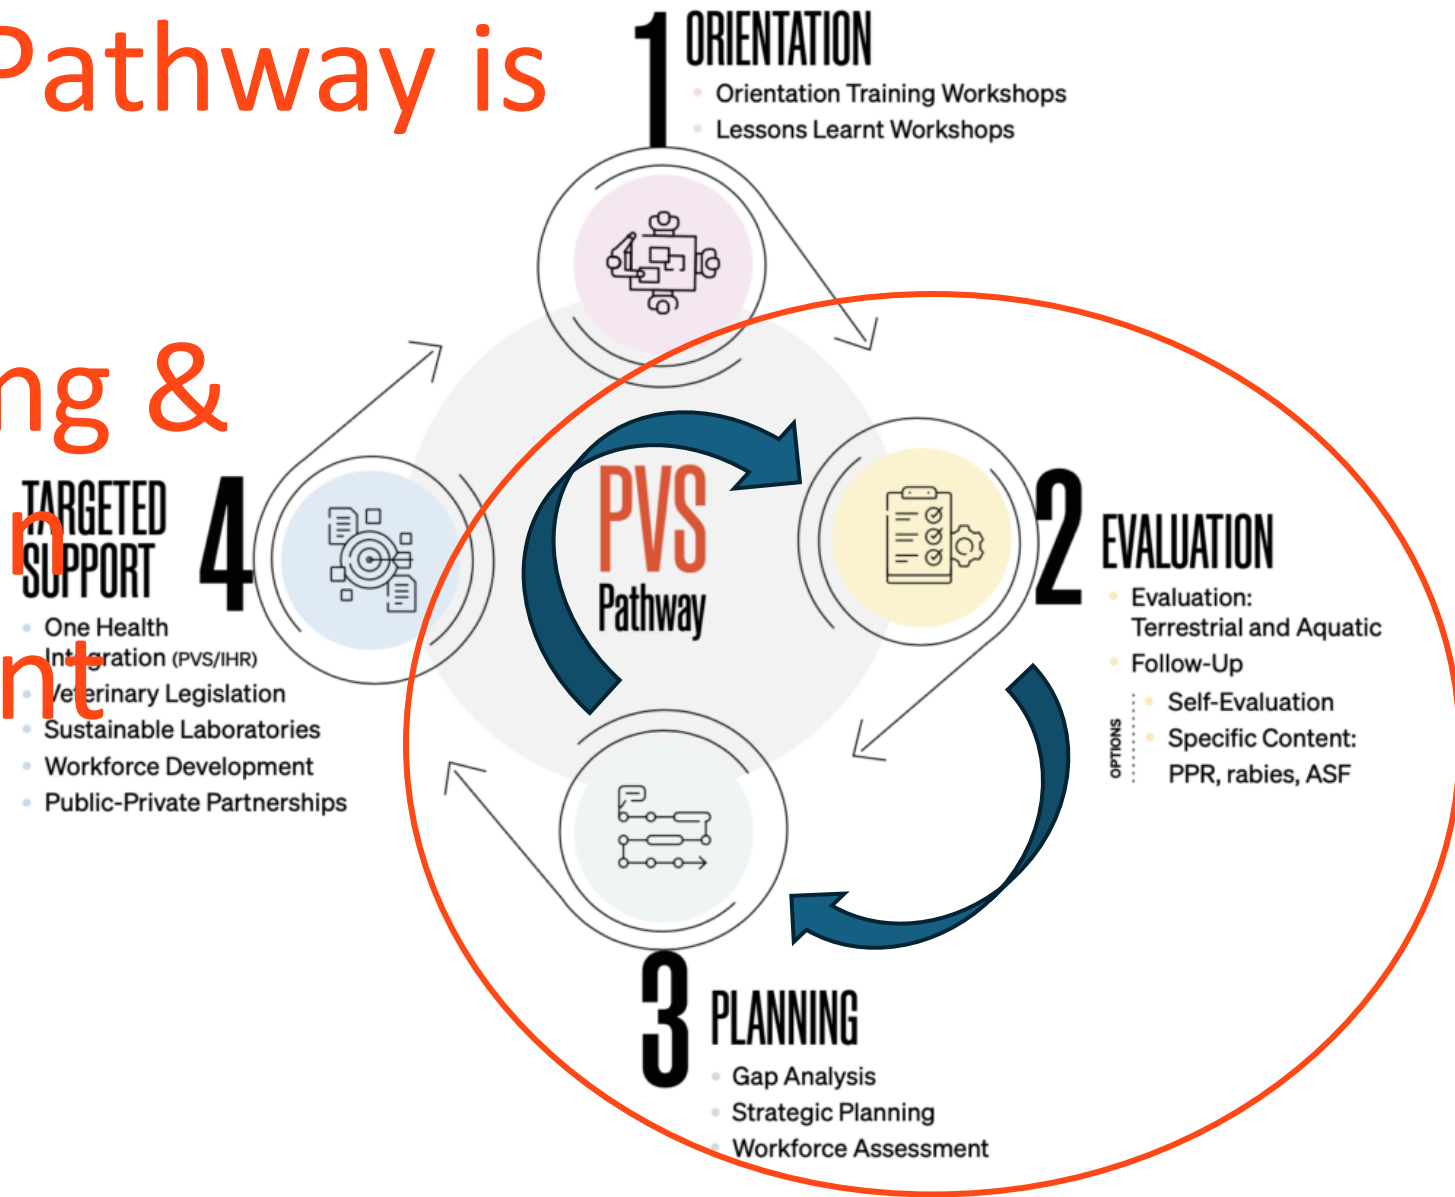 Pathway is
ng &
n
nt
1 ORIENTATION
Orientation Training Workshops
Lessons Learnt Workshops
PVS
Pathway
2 EVALUATION
Evaluation:
Terrestrial and Aquatic
Follow-Up
OPTIONS
Self-Evaluation
Specific Content:
PPR, rabies, ASF
3 PLANNING
Gap Analysis
Strategic Planning
Workforce Assessment
TARGETED
SUPPORT 4
One Health
Integration (PVS/IHR)
Veterinary Legislation
Sustainable Laboratories
Workforce Development
Public-Private Partnerships